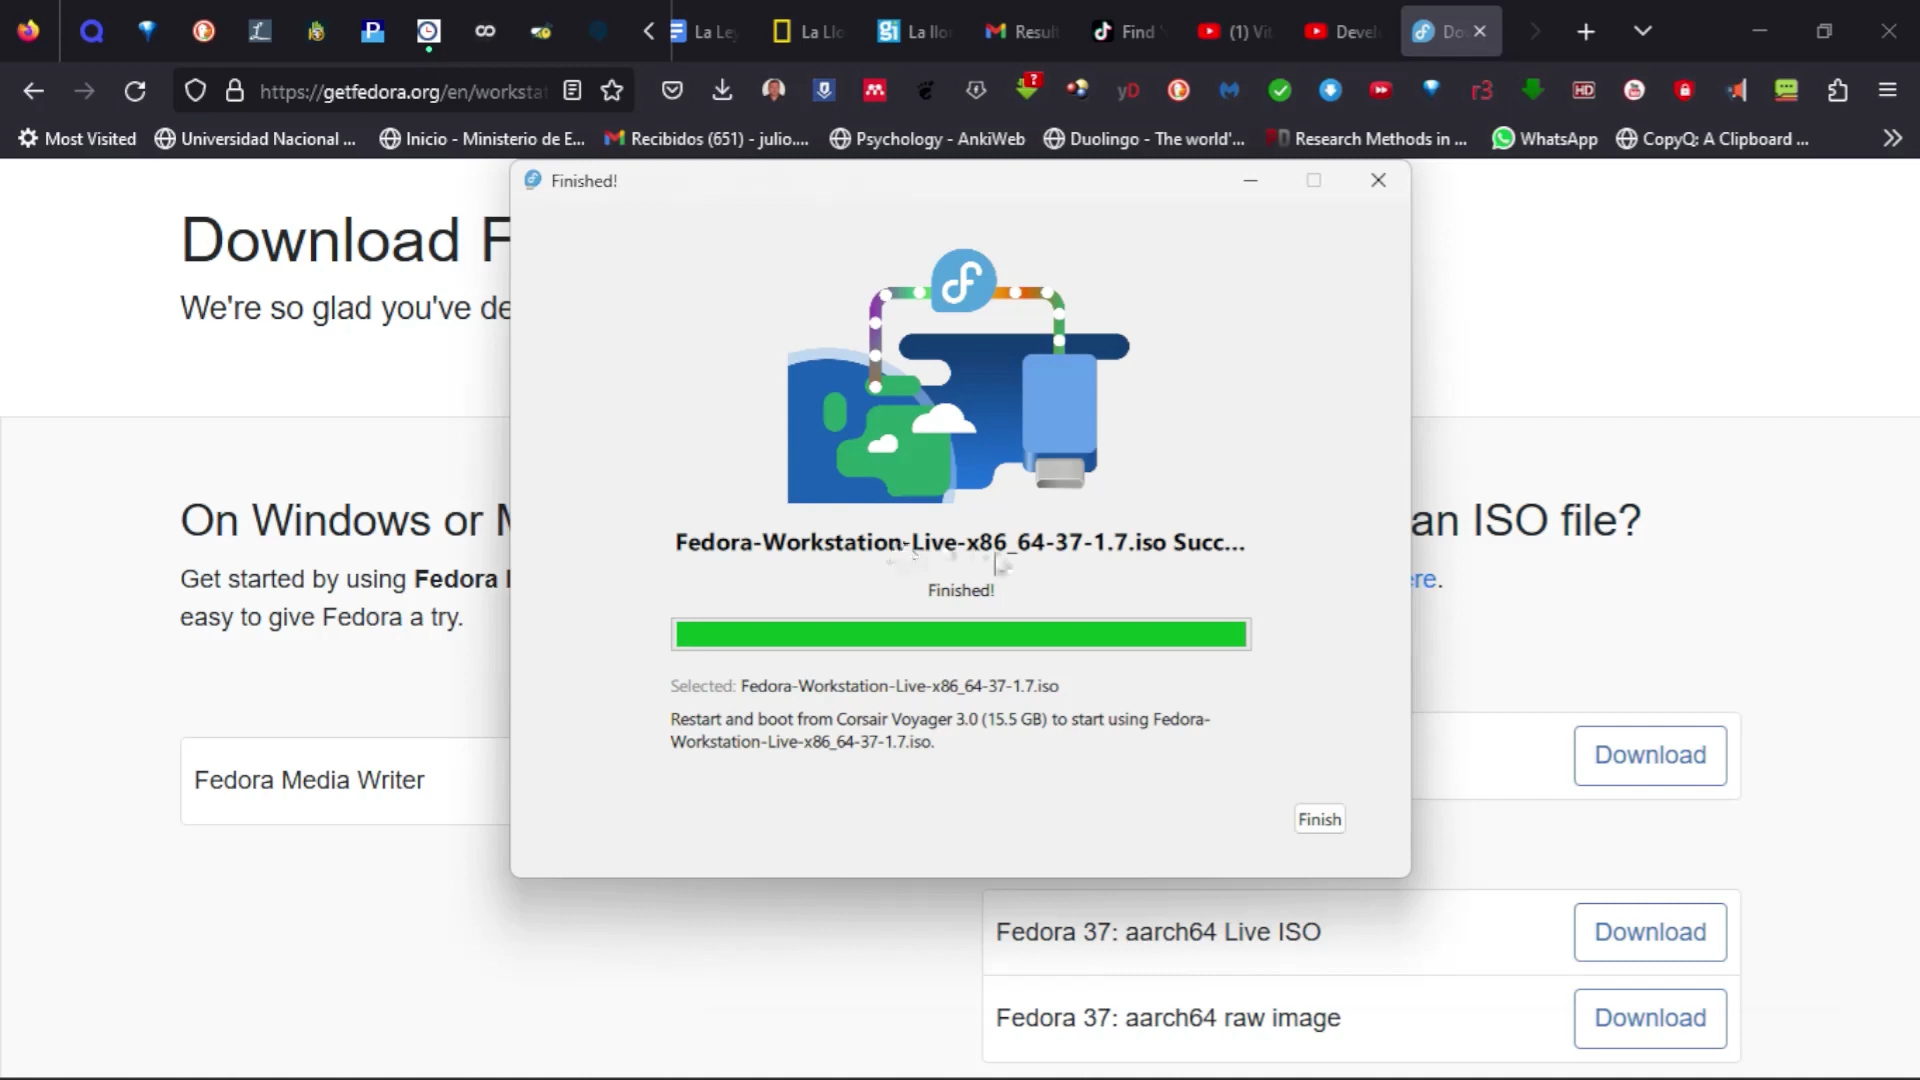 La Le
La Llo
La llor
Resul
Find
(1) Vi
Devel
Do
https://getfedora.org/en/workstat
Most Visited
Universidad Nacional ...
Inicio - Ministerio de E...
Recibidos (651) - julio....
Psychology - AnkiWeb
Duolingo - The world'...
Research Methods in ...
WhatsApp
CopyQ: A Clipboard ...
Finished!
Download F
We're so glad you've de
On Windows or M
an ISO file?
Get started by using Fedora
ere.
easy to give Fedora a try.
Fedora-Workstation-Live-x86_64-37-1.7.iso Succ...
Finished!
Selected: Fedora-Workstation-Live-x86_64-37-1.7.iso
Restart and boot from Corsair Voyager 3.0 (15.5 GB) to start using Fedora-
Workstation-Live-x86_64-37-1.7.iso.
Finish
Fedora Media Writer
Download
Fedora 37: aarch64 Live ISO
Download
Fedora 37: aarch64 raw image
Download